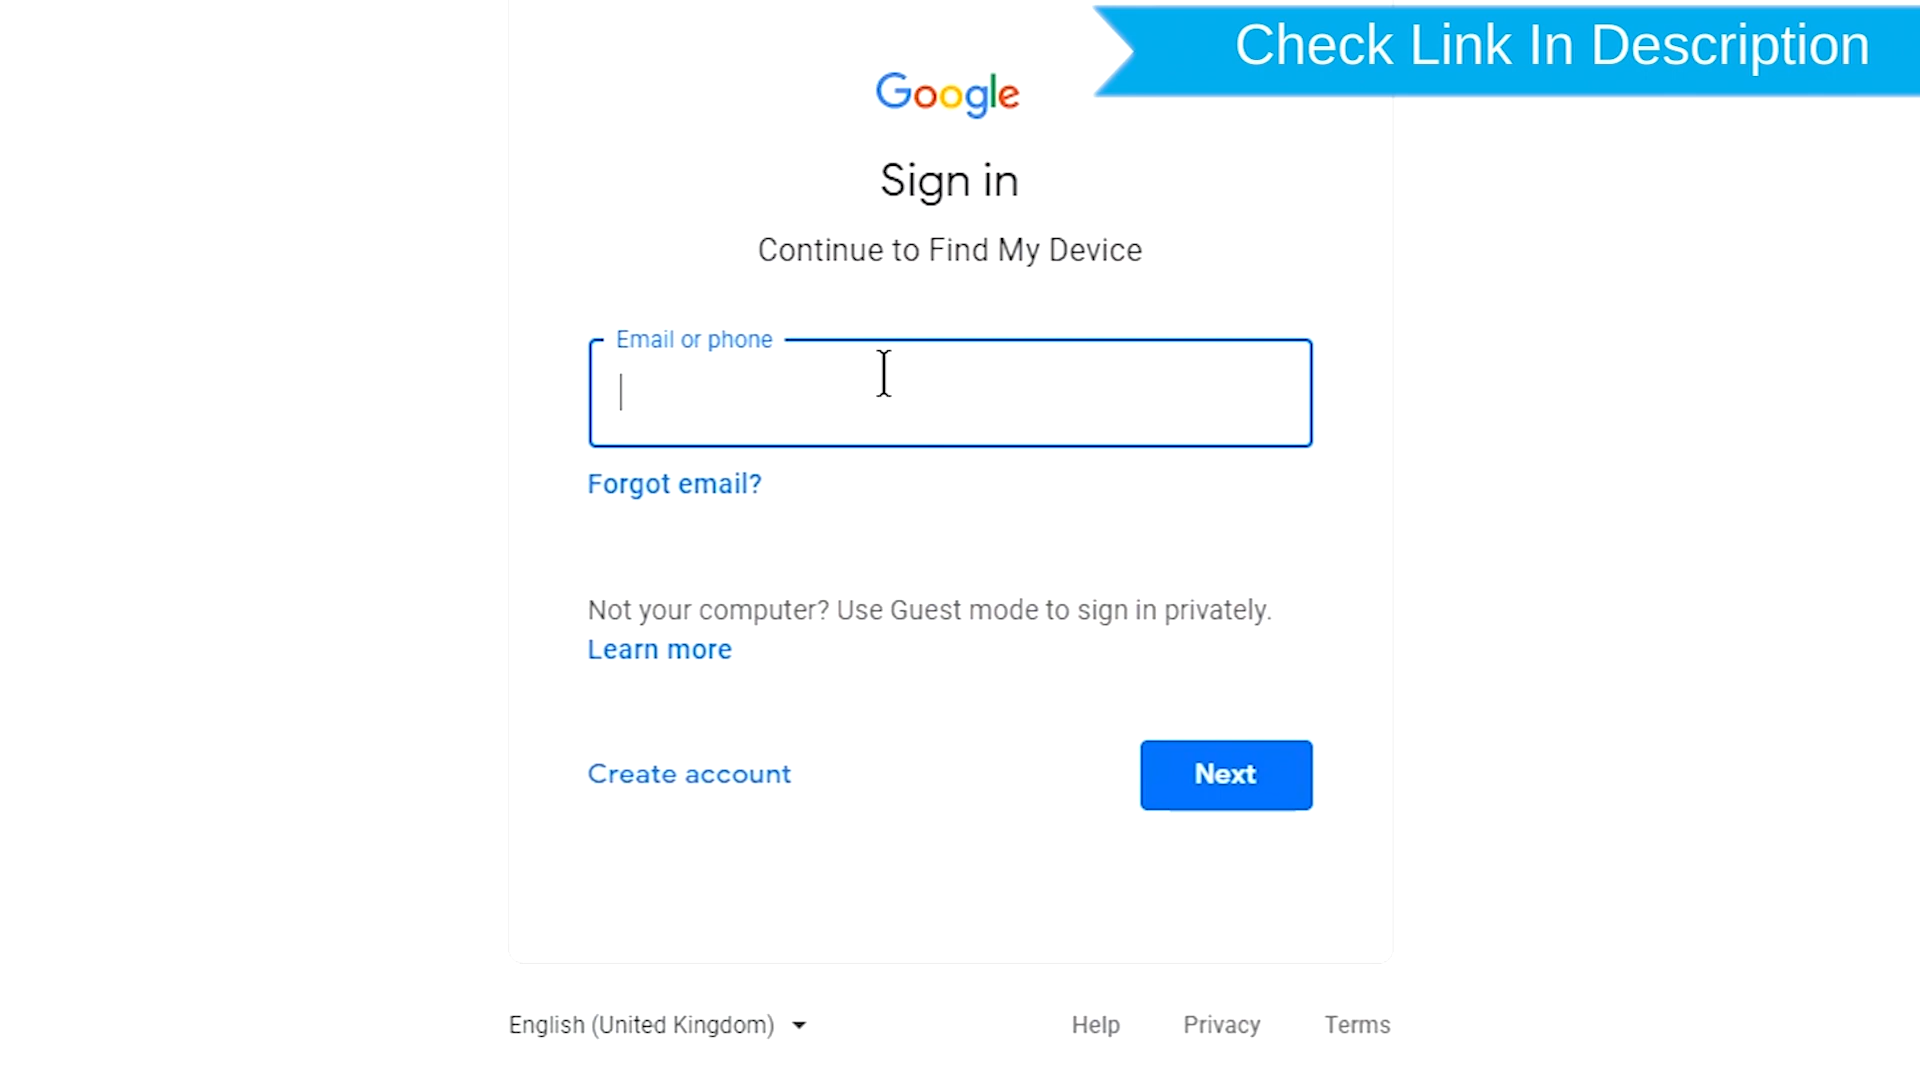 Check Link In Description
Google
Sign in
Continue to Find My Device
Email or phone
Forgot email?
Not your computer? Use Guest mode to sign in privately.
Learn more
Create account
Next
English (United Kingdom)
Help
Privacy
Terms